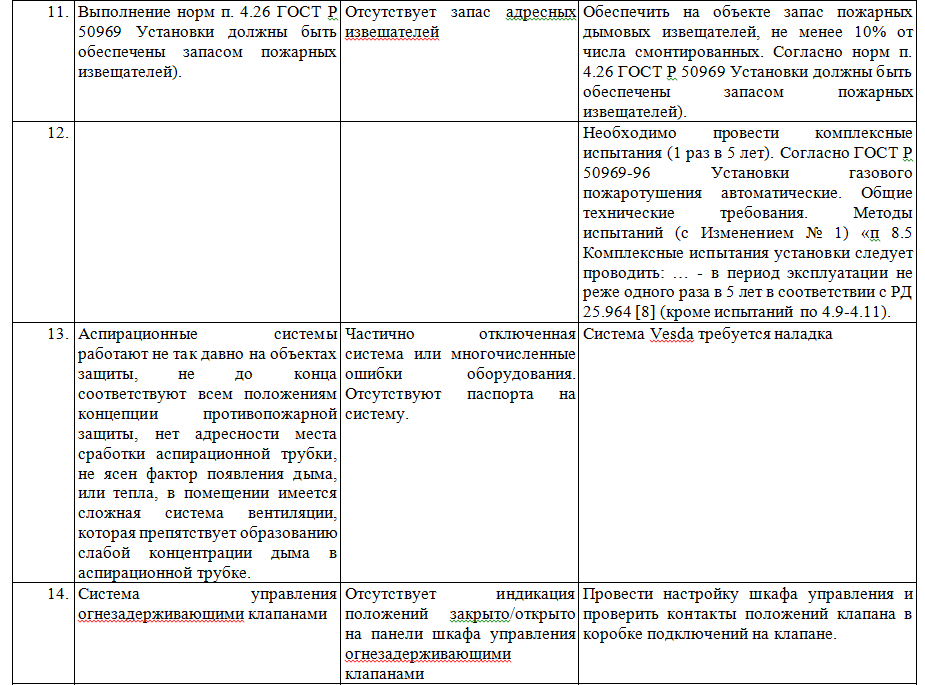 11.
Выполнение норм п. 4.26 ГОСТ Р
50969 Установки должны быть
обеспечены запасом пожарных
извещателей).
Отсутствует запас адресных
извещателей
Обеспечить на объекте запас пожарных
дымовых извещателей, не менее 10% от
числа смонтированных. Согласно норм п.
4.26 ГОСТ Р 50969 Установки должны быть
обеспечены запасом пожарных
извещателей).
12.
Необходимо провести комплексные
испытания (1 раз в 5 лет). Согласно ГОСТ Р
50969-96 Установки газового
пожаротушения автоматические. Общие
технические требования. Методы
испытаний (с Изменением № 1) «п 8.5
Комплексные испытания установки следует
проводить: … - в период эксплуатации не
реже одного раза в 5 лет в соответствии с РД
25.964 [8] (кроме испытаний по 4.9-4.11).
13.
Аспирационные системы
работают не так давно на объектах
защиты, не до конца
соответствуют всем положениям
концепции противопожарной
защиты, нет адресности места
сработки аспирационной трубки,
не ясен фактор появления дыма,
или тепла, в помещении имеется
сложная система вентиляции,
которая препятствует образованию
слабой концентрации дыма в
аспирационной трубке.
Частично отключенная
система или многочисленные
ошибки оборудования.
Отсутствуют паспорта на
систему.
Система Vesda требуется наладка
14.
Система управления
огнезадерживающими клапанами
Отсутствует индикация
положений закрыто/открыто
на панели шкафа управления
огнезадерживающими
клапанами
Провести настройку шкафа управления и
проверить контакты положений клапана в
коробке подключений на клапане.